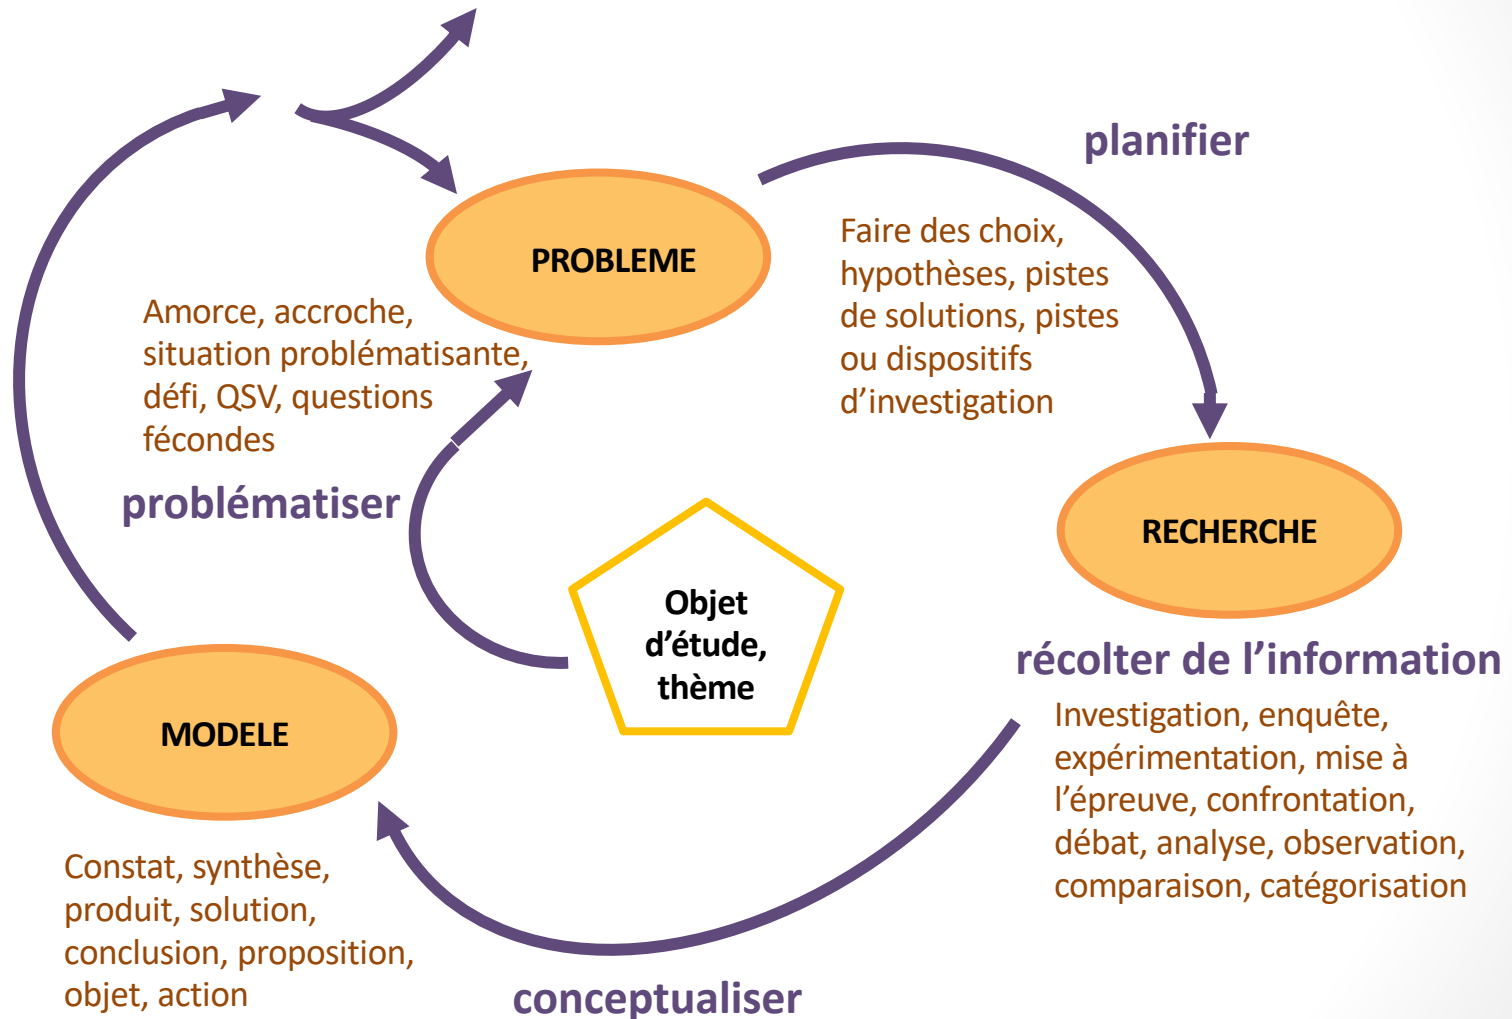 planifier
PROBLEME
Faire des choix,
hypothèses, pistes
de solutions, pistes
ou dispositifs
d’investigation
Amorce, accroche,
situation problématisante,
défi, QSV, questions
fécondes
problématiser
RECHERCHE
Objet
d’étude,
thème
récolter de l’information
MODELE
Investigation, enquête,
expérimentation, mise à
l’épreuve, confrontation,
débat, analyse, observation,
comparaison, catégorisation
Constat, synthèse,
produit, solution,
conclusion, proposition,
objet, action
conceptualiser